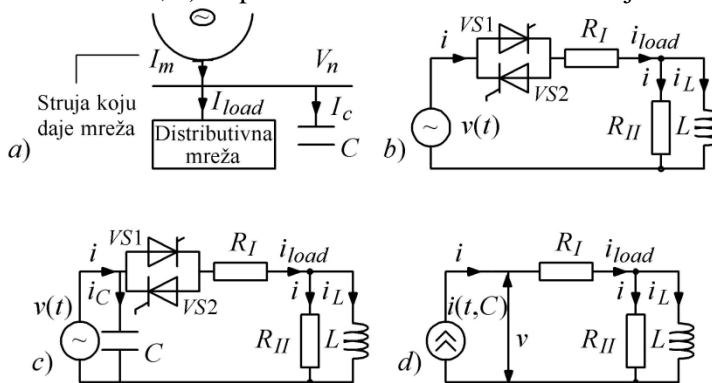 I_m
V_n
Struja koju
daje mreža
I_load
I_c
Distributivna
mreža
C
a)
VS1
R_I
i
i_load
VS2
i
i_L
v(t)
R_II
L
b)
VS1
R_I
i
i_load
v(t)
i_C
VS2
i
i_L
C
R_II
L
c)
R_I
i
i_load
i(t,C)
v
i
i_L
R_II
L
d)